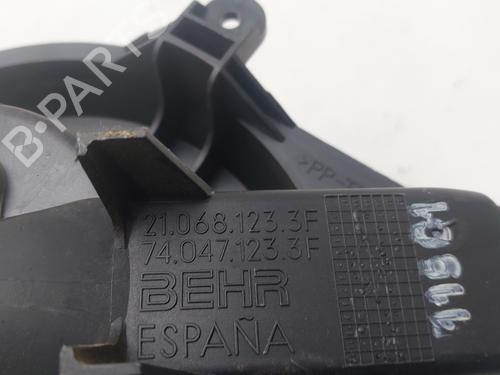 B-PARTS
>PP-
21.068.123.3F
74.047.123.3F
BEHR
ESPAÑA